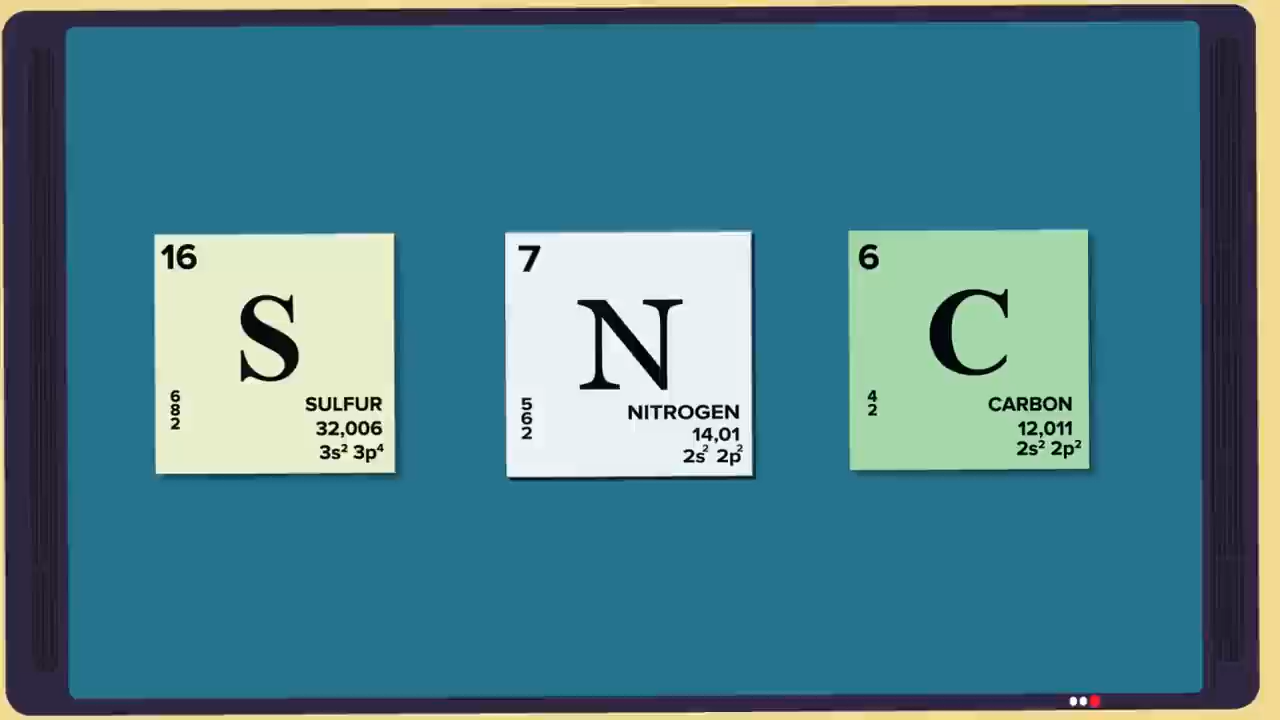 16
S
6
8
2
SULFUR
32,006
3s² 3p⁴
7
N
5
6
2
NITROGEN
14,01
2s² 2p²
6
C
4
2
CARBON
12,011
2s² 2p²